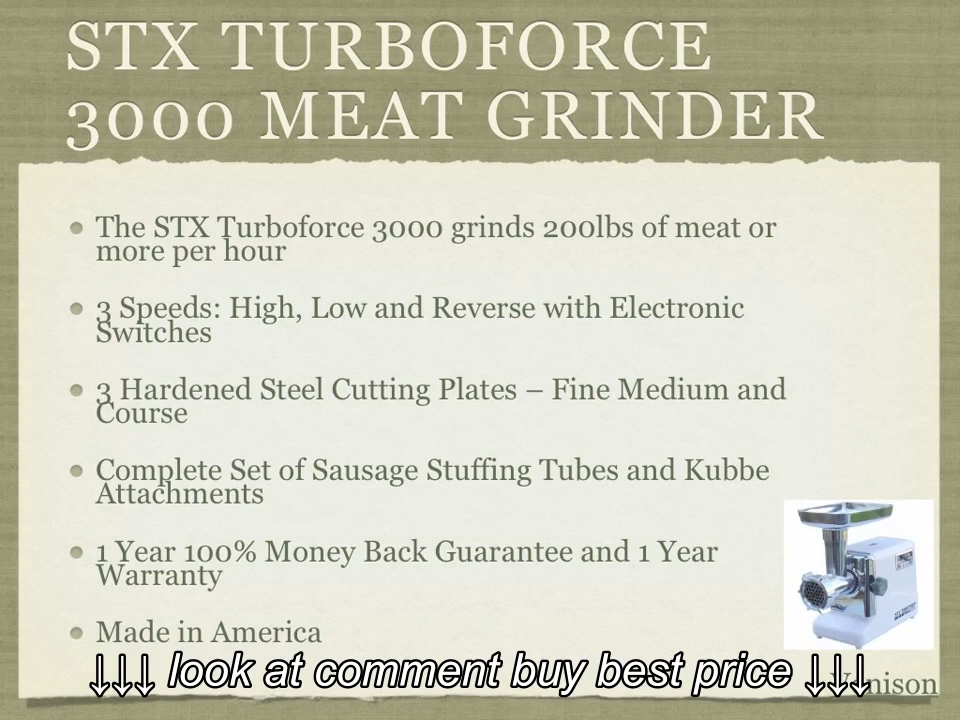 STX TURBOFORCE
3000 MEAT GRINDER
The STX Turboforce 3000 grinds 200lbs of meat or
more per hour
3 Speeds: High, Low and Reverse with Electronic
Switches
3 Hardened Steel Cutting Plates – Fine Medium and
Course
Complete Set of Sausage Stuffing Tubes and Kubbe
Attachments
1 Year 100% Money Back Guarantee and 1 Year
Warranty
Made in America
↓↓↓ look at comment buy best price ↓↓↓